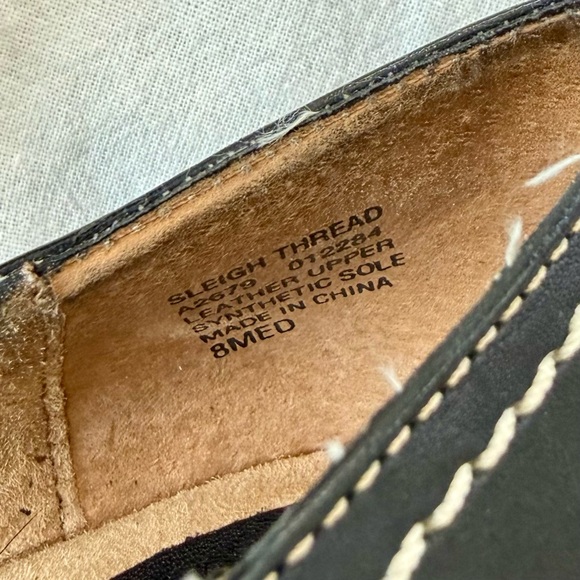 SLEIGH THREAD
A2679 012284
LEATHER UPPER
SYNTHETIC SOLE
MADE IN CHINA
8MED